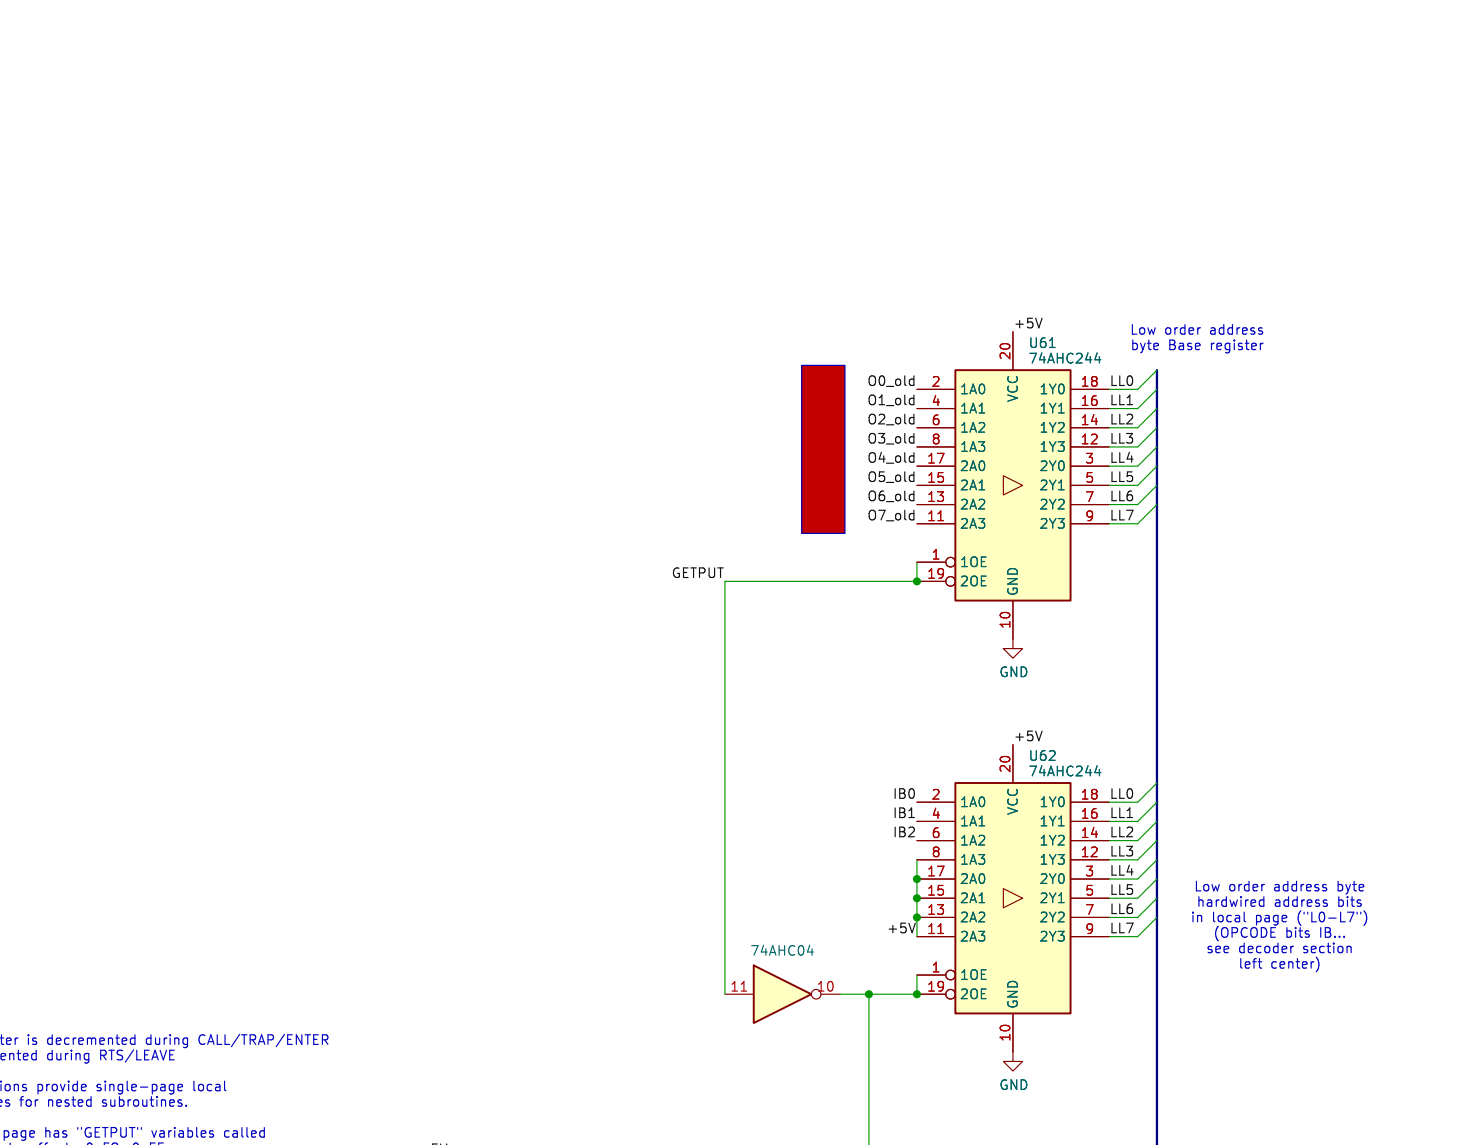 +5V
Low order address
byte Base register
20
U61
74AHC244
VCC
O0_old 2 1A0 1Y0 18 LL0
O1_old 4 1A1 1Y1 16 LL1
O2_old 6 1A2 1Y2 14 LL2
O3_old 8 1A3 1Y3 12 LL3
O4_old 17 2A0 2Y0 3 LL4
O5_old 15 2A1 2Y1 5 LL5
O6_old 13 2A2 2Y2 7 LL6
O7_old 11 2A3 2Y3 9 LL7
1 1OE
GETPUT 19 2OE
GND
10
GND
+5V
20
U62
74AHC244
VCC
IB0 2 1A0 1Y0 18 LL0
IB1 4 1A1 1Y1 16 LL1
IB2 6 1A2 1Y2 14 LL2
8 1A3 1Y3 12 LL3
17 2A0 2Y0 3 LL4
15 2A1 2Y1 5 LL5
13 2A2 2Y2 7 LL6
+5V 11 2A3 2Y3 9 LL7
Low order address byte
hardwired address bits
in local page ("L0-L7")
(OPCODE bits IB...
see decoder section
left center)
74AHC04
11 10
1 1OE
19 2OE
GND
10
GND
is decremented during CALL/TRAP/ENTER
during RTS/LEAVE
provide single-page local
for nested subroutines.
page has "GETPUT" variables called